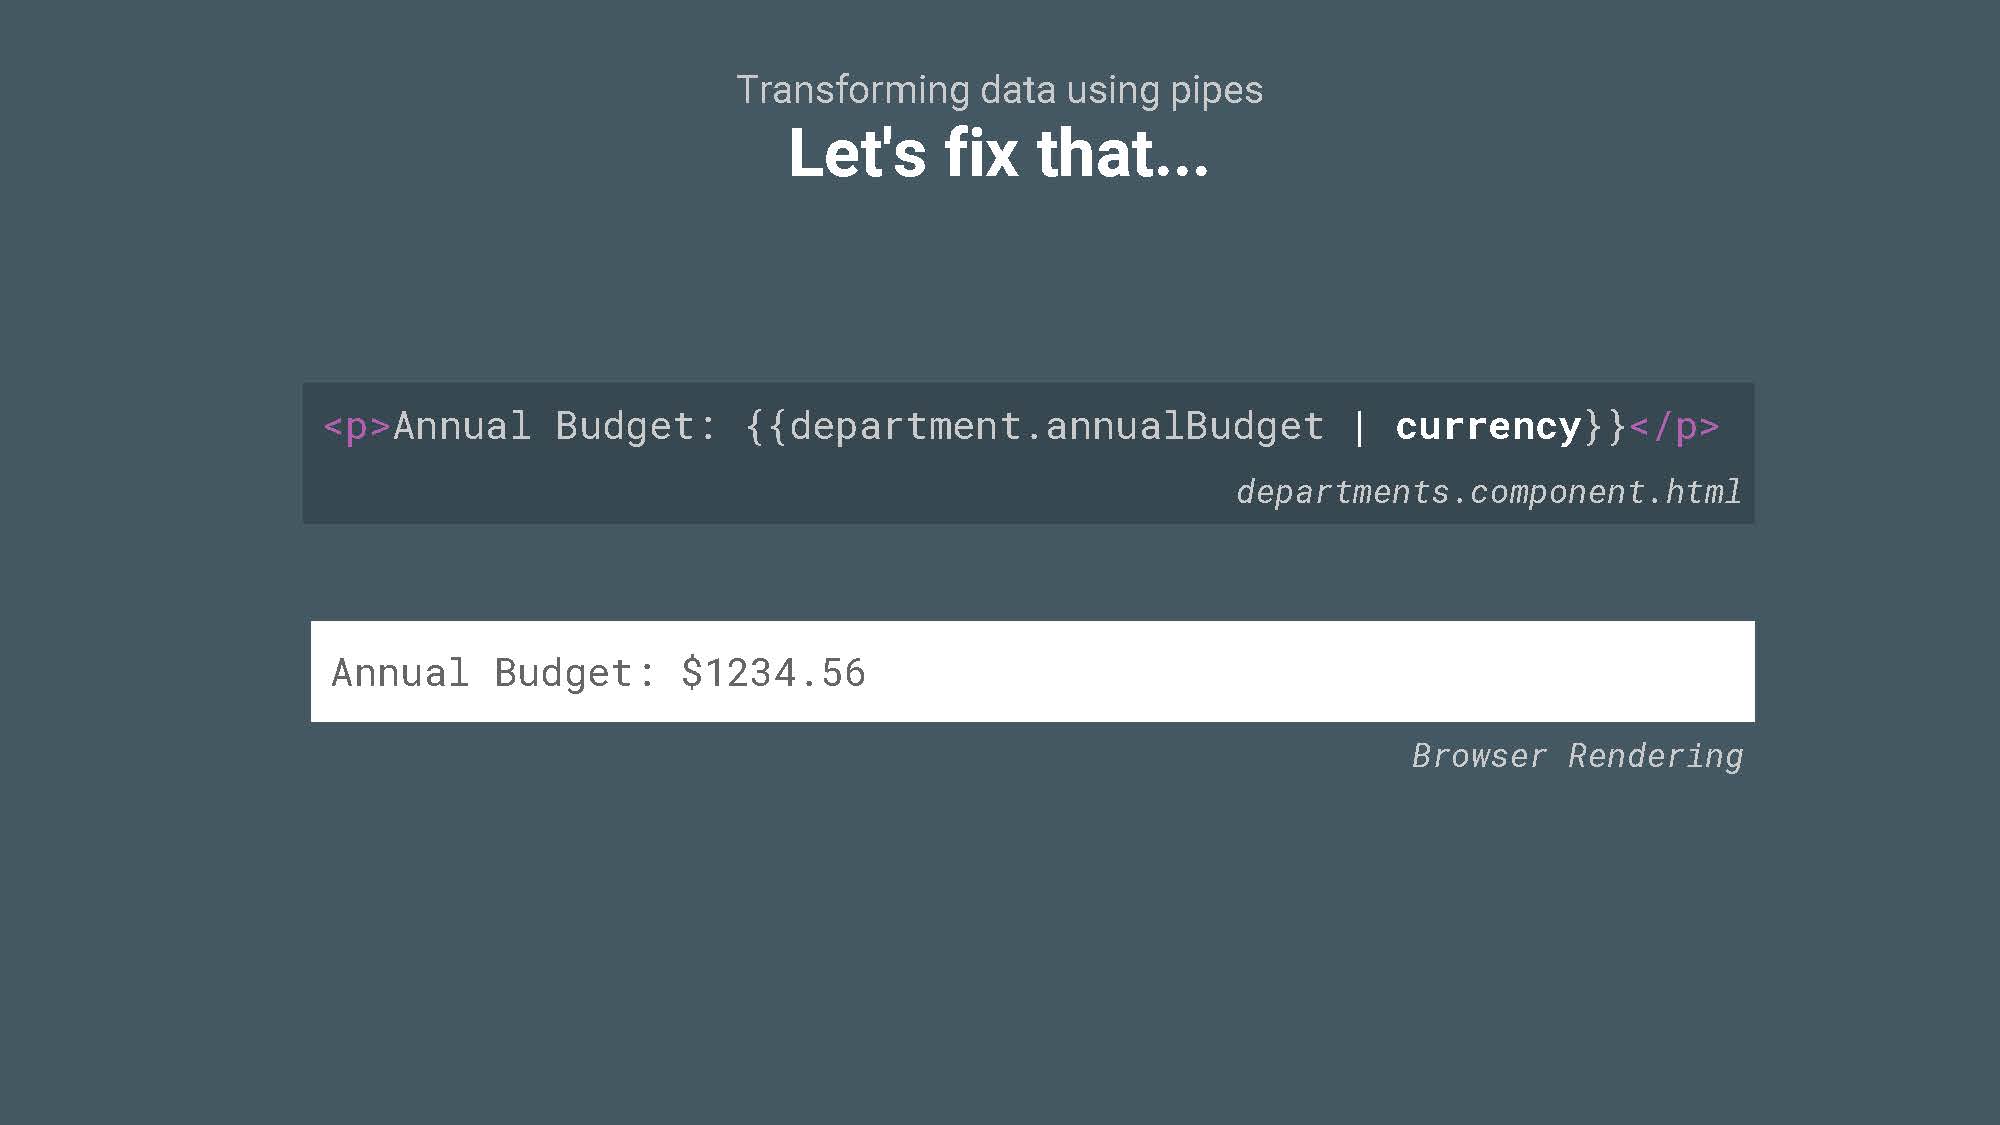 Transforming data using pipes
Let's fix that...
<p>Annual Budget: {{department.annualBudget | currency}}</p>
departments.component.html
Annual Budget: $1234.56
Browser Rendering